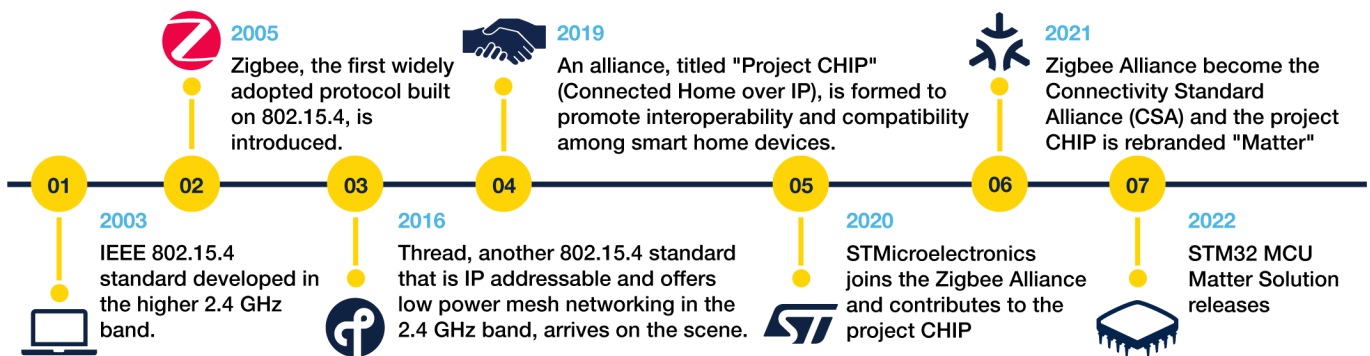 2005
Zigbee, the first widely
adopted protocol built
on 802.15.4, is
introduced.
2019
An alliance, titled "Project CHIP"
(Connected Home over IP), is formed to
promote interoperability and compatibility
among smart home devices.
2021
Zigbee Alliance become the
Connectivity Standard
Alliance (CSA) and the project
CHIP is rebranded "Matter"
01
02
03
04
05
06
07
2003
IEEE 802.15.4
standard developed in
the higher 2.4 GHz
band.
2016
Thread, another 802.15.4 standard
that is IP addressable and offers
low power mesh networking in the
2.4 GHz band, arrives on the scene.
ST
2020
STMicroelectronics
joins the Zigbee Alliance
and contributes to the
project CHIP
2022
STM32 MCU
Matter Solution
releases